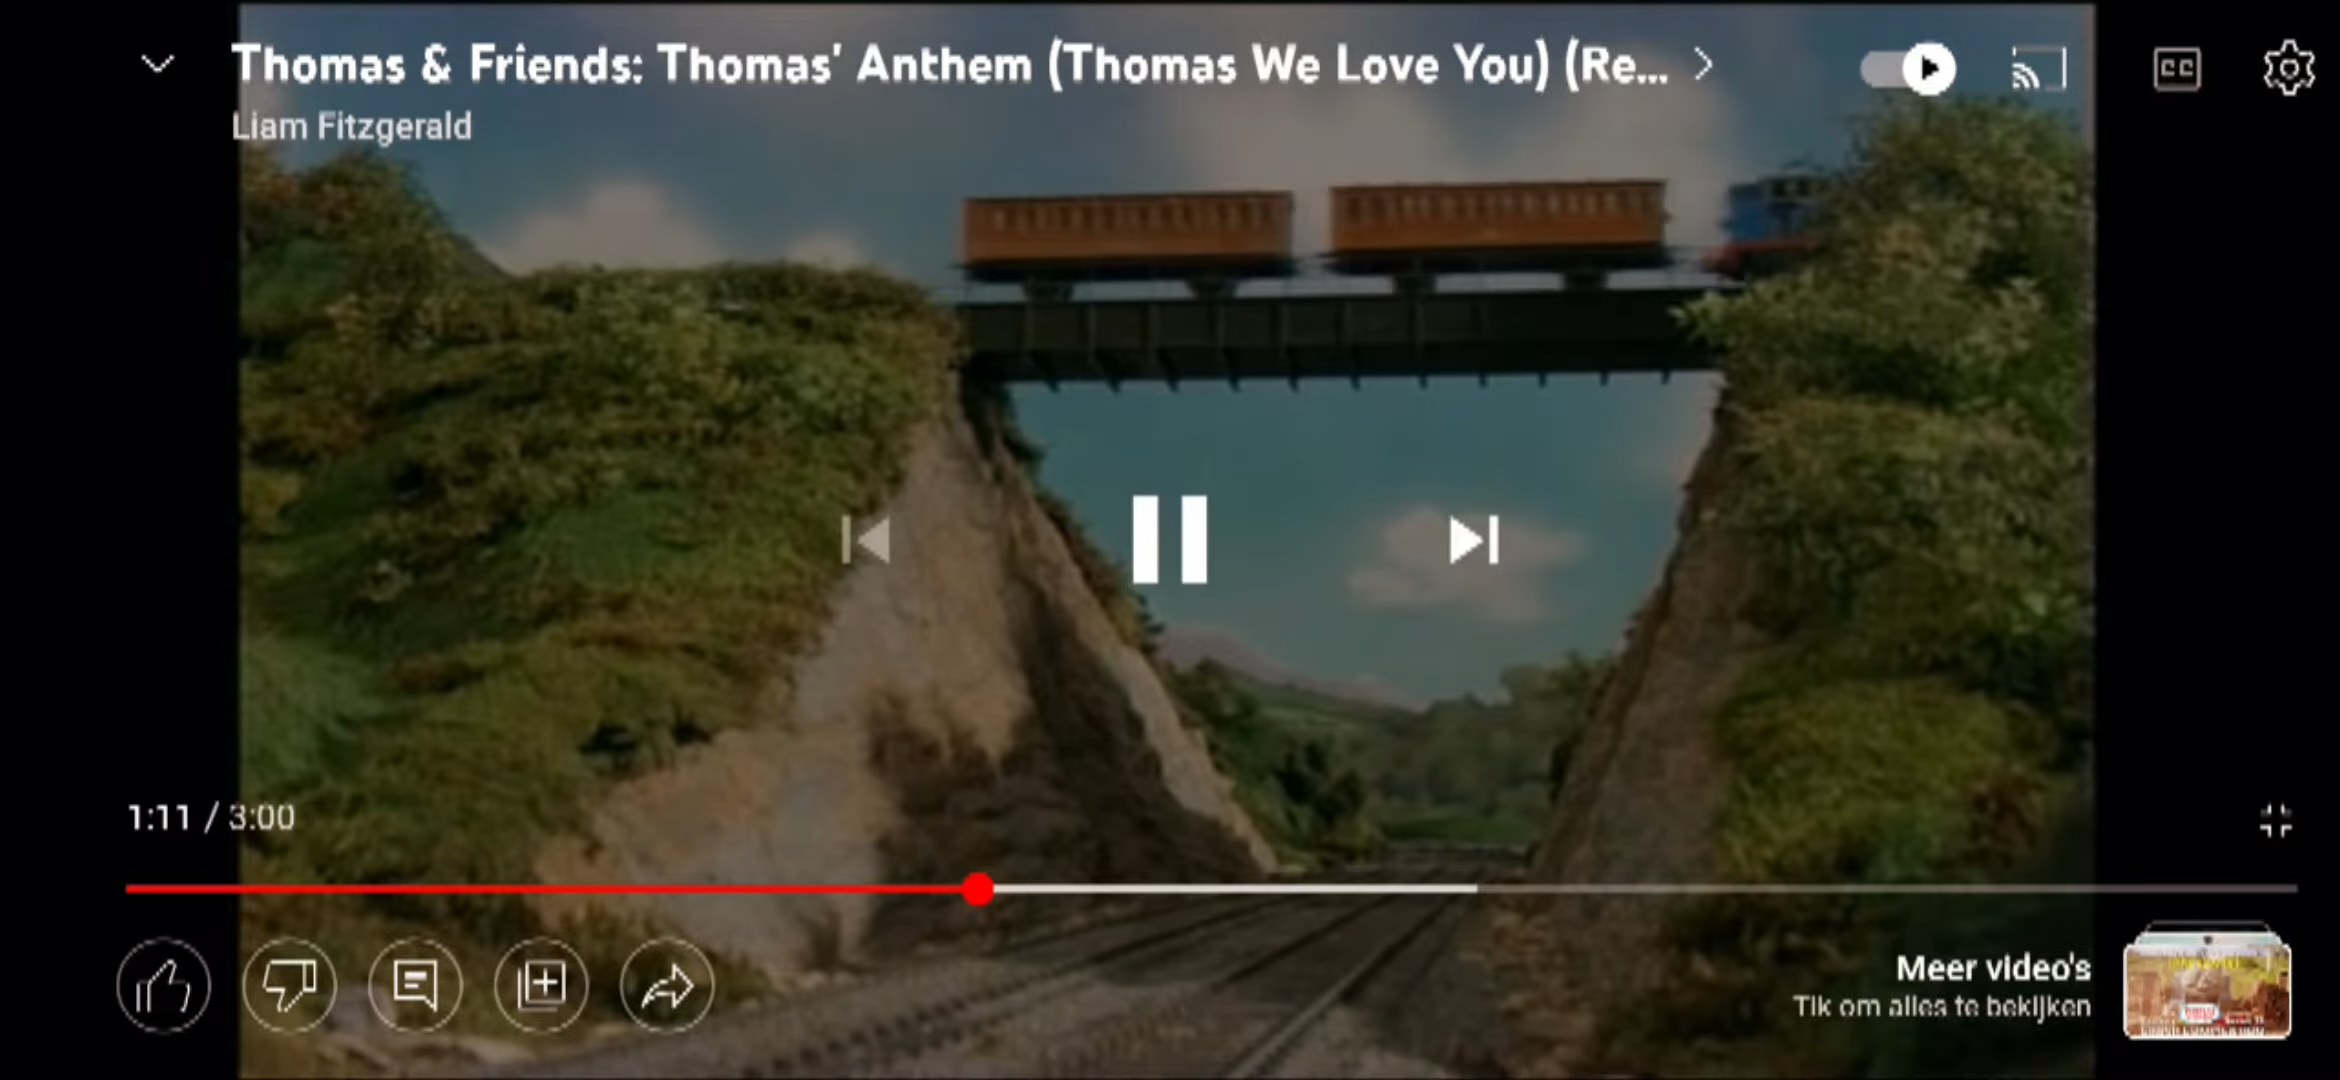 Thomas & Friends: Thomas' Anthem (Thomas We Love You) (Re...
Liam Fitzgerald
CC
1:11 / 3:00
Meer video's
Tik om alles te bekijken